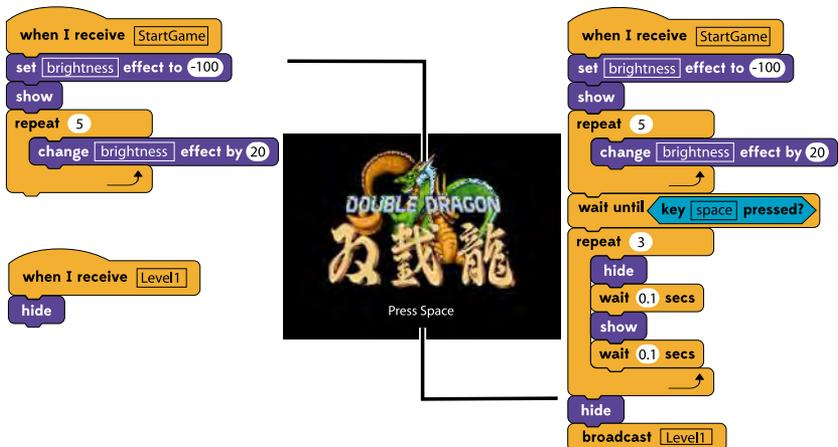 when I receive StartGame
set brightness effect to -100
show
repeat 5
change brightness effect by 20
when I receive Level1
hide
DOUBLE DRAGON
双截龍
Press Space
when I receive StartGame
set brightness effect to -100
show
repeat 5
change brightness effect by 20
wait until key space pressed?
repeat 3
hide
wait 0.1 secs
show
wait 0.1 secs
hide
broadcast Level1